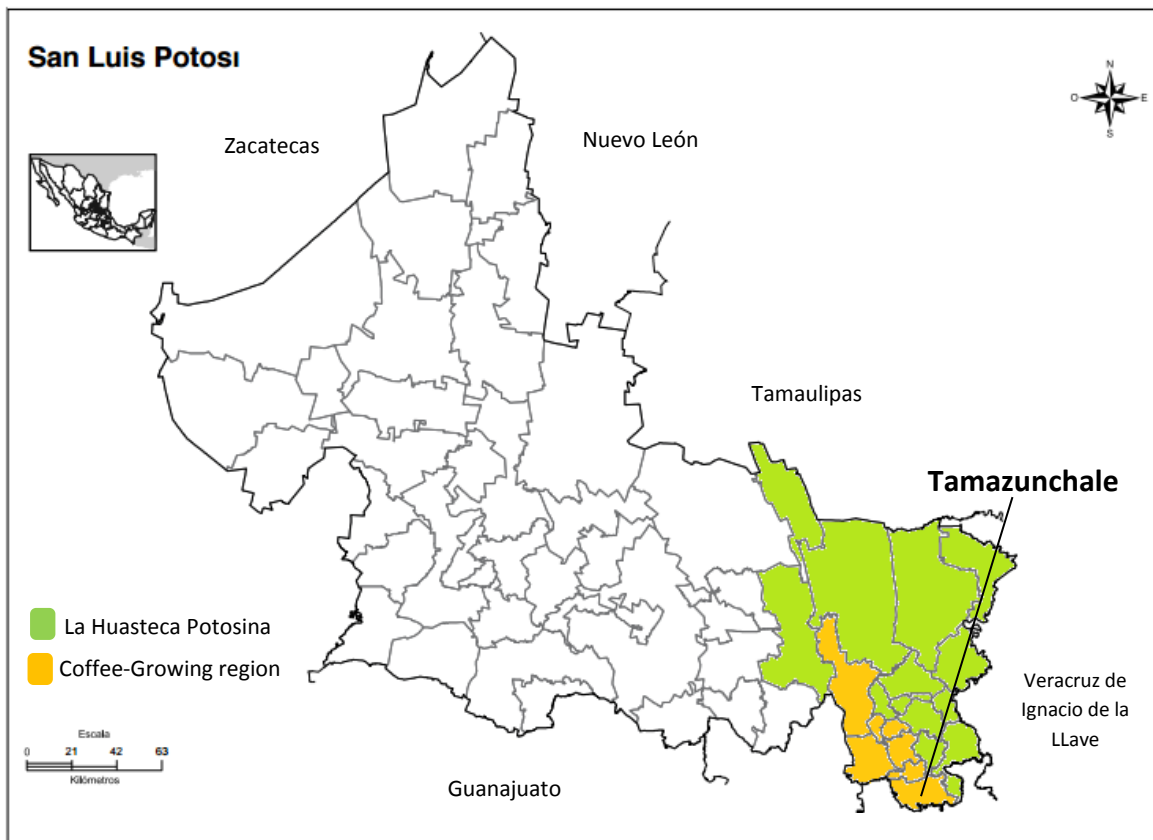 San Luis Potosı
N
O
E
S
Zacatecas
Nuevo León
Tamaulipas
Tamazunchale
La Huasteca Potosina
Coffee-Growing region
Veracruz de
Ignacio de la
LLave
Escala
0 21 42 63
Kilómetros
Guanajuato